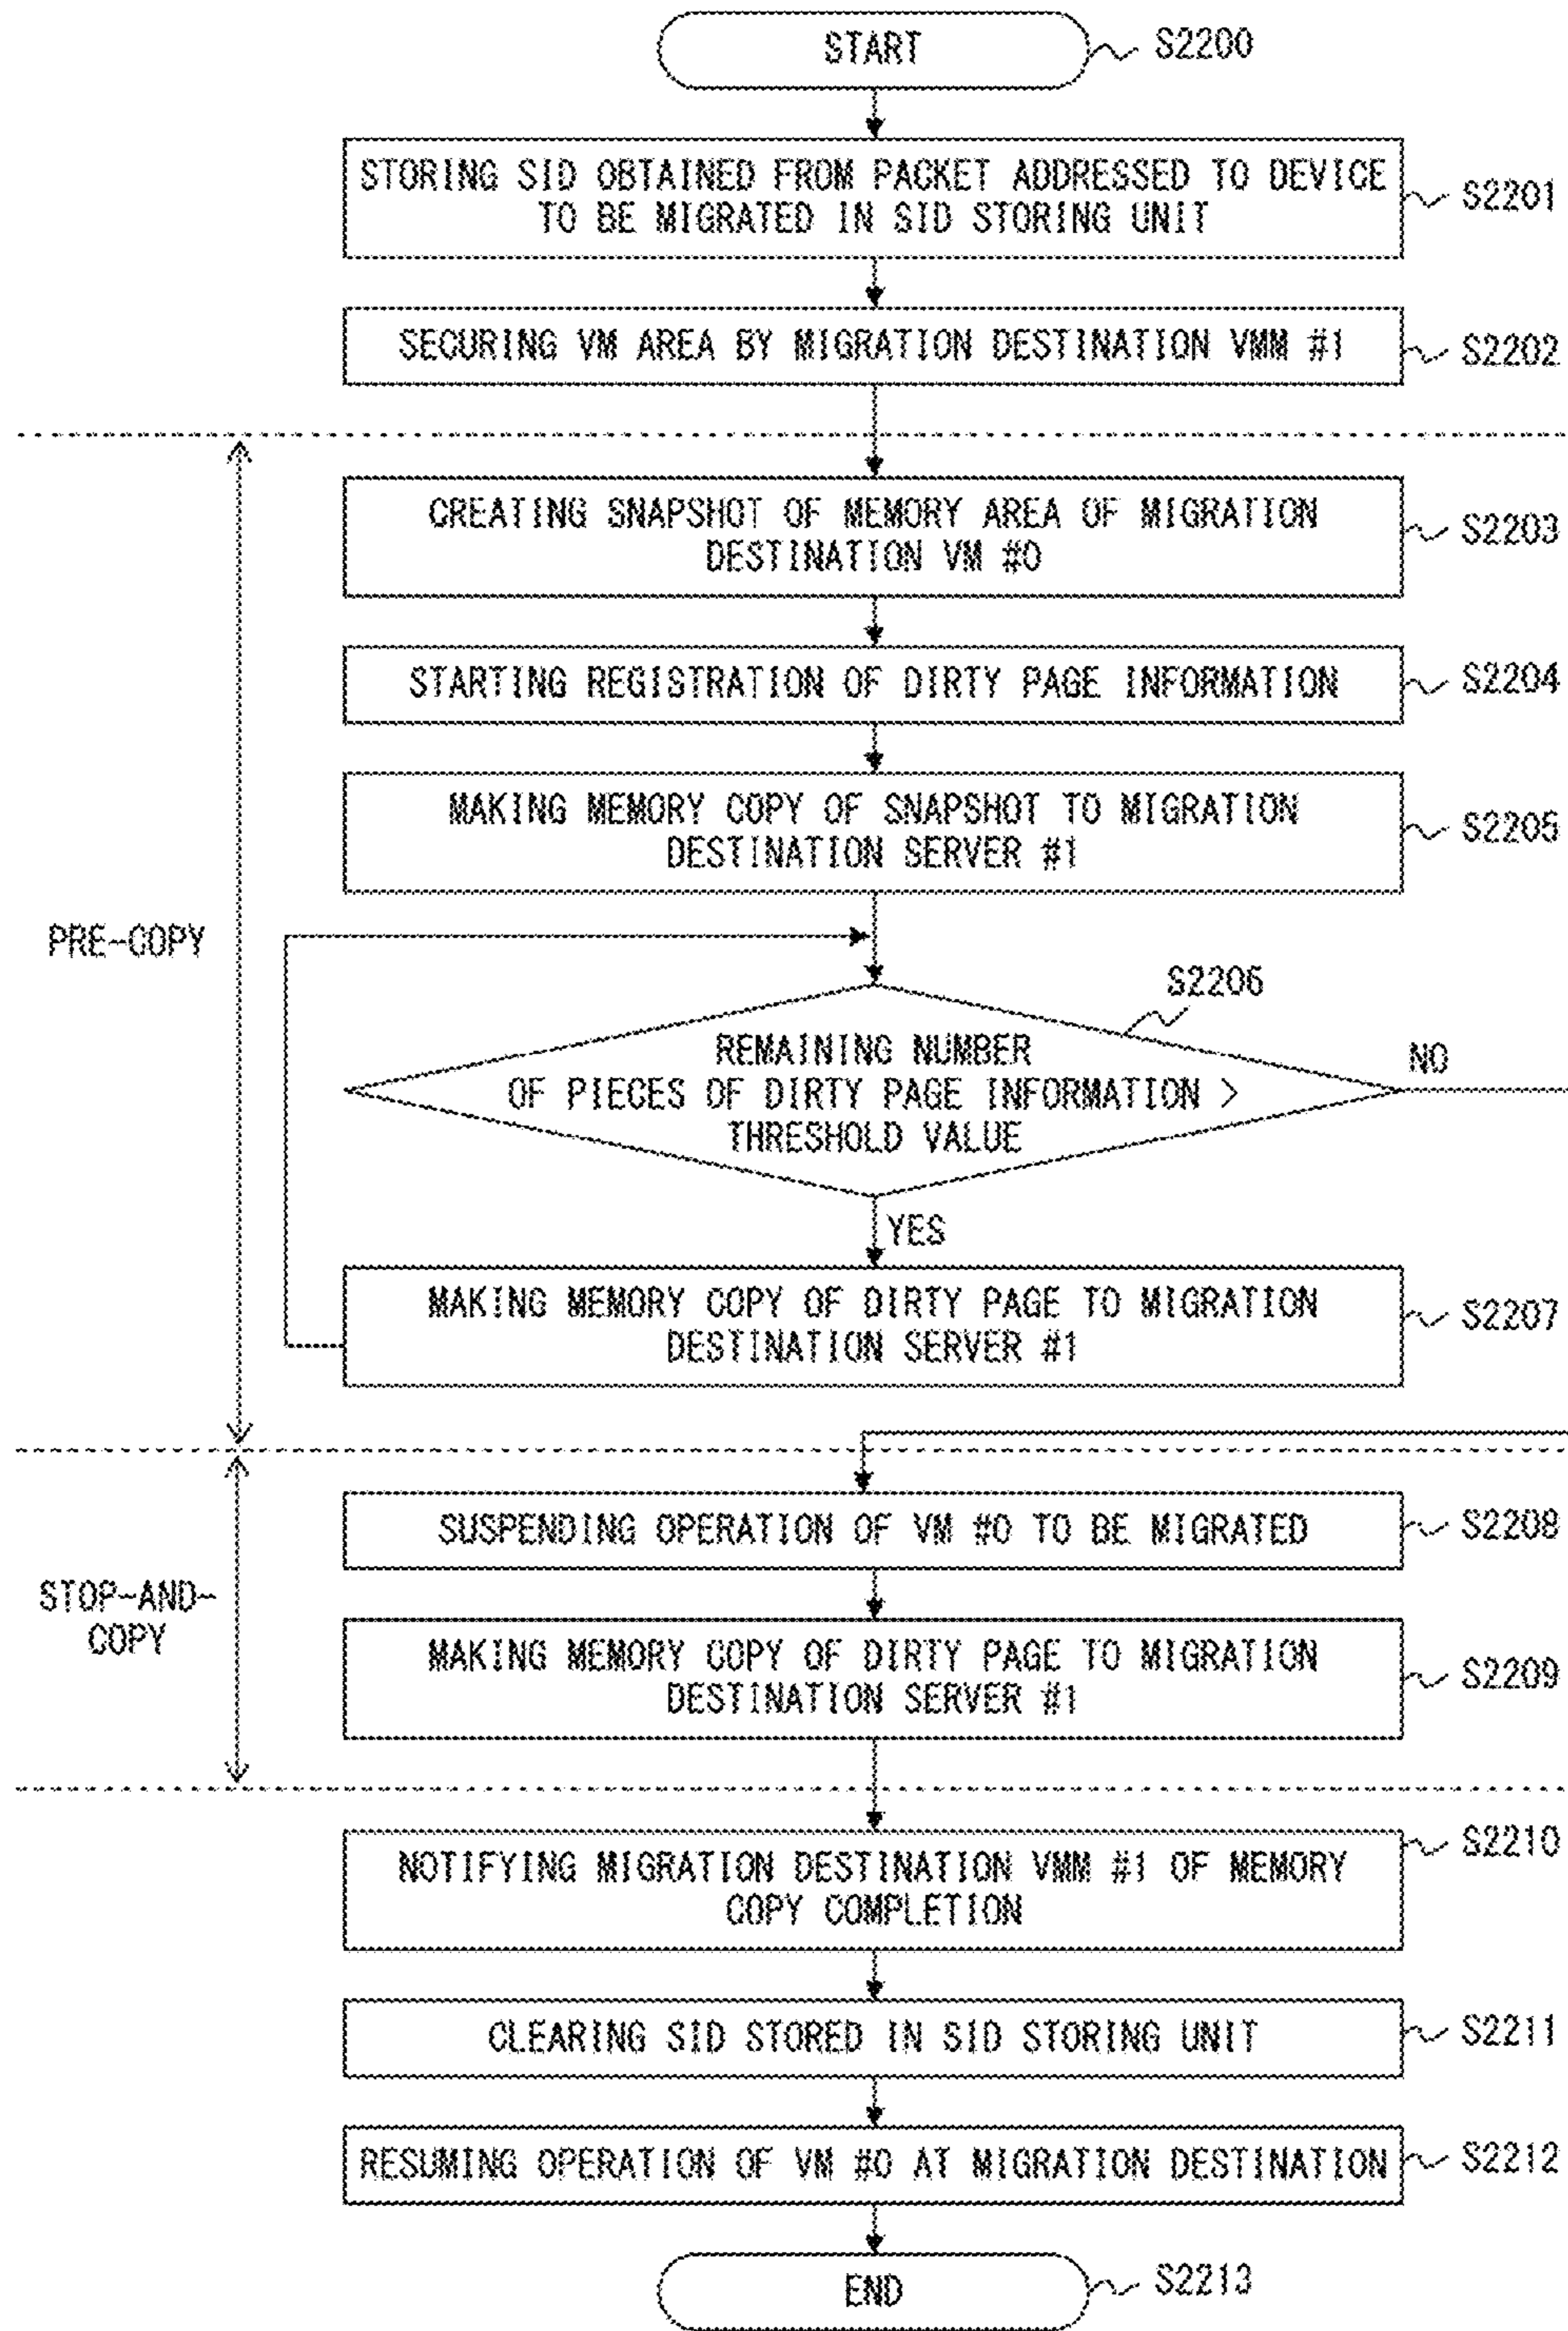 START
S2200
STORING SID OBTAINED FROM PACKET ADDRESSED TO DEVICE
TO BE MIGRATED IN SID STORING UNIT
S2201
SECURING VM AREA BY MIGRATION DESTINATION VMM #1
S2202
PRE-COPY
CREATING SNAPSHOT OF MEMORY AREA OF MIGRATION
DESTINATION VM #0
S2203
STARTING REGISTRATION OF DIRTY PAGE INFORMATION
S2204
MAKING MEMORY COPY OF SNAPSHOT TO MIGRATION
DESTINATION SERVER #1
S2205
S2206
REMAINING NUMBER
OF PIECES OF DIRTY PAGE INFORMATION >
THRESHOLD VALUE
NO
YES
MAKING MEMORY COPY OF DIRTY PAGE TO MIGRATION
DESTINATION SERVER #1
S2207
STOP-AND-
COPY
SUSPENDING OPERATION OF VM #0 TO BE MIGRATED
S2208
MAKING MEMORY COPY OF DIRTY PAGE TO MIGRATION
DESTINATION SERVER #1
S2209
NOTIFYING MIGRATION DESTINATION VMM #1 OF MEMORY
COPY COMPLETION
S2210
CLEARING SID STORED IN SID STORING UNIT
S2211
RESUMING OPERATION OF VM #0 AT MIGRATION DESTINATION
S2212
END
S2213